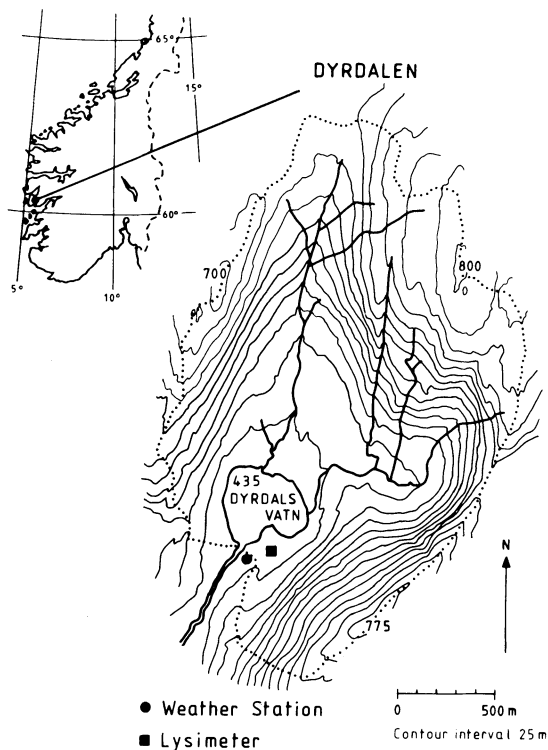 65°
15°
DYRDALEN
60°
5°
10°
700
800
435
DYRDALS
VATN
N
775
Weather Station
Lysimeter
0 500 m
Contour interval 25 m